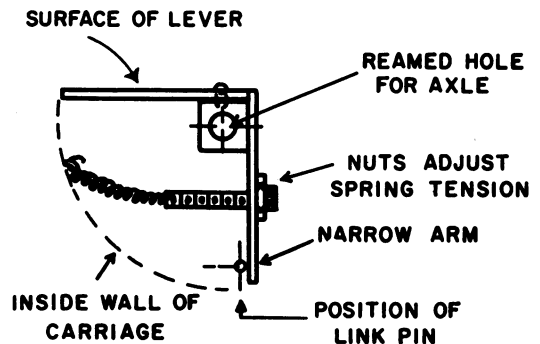 SURFACE OF LEVER
REAMED HOLE
FOR AXLE
NUTS ADJUST
SPRING TENSION
NARROW ARM
INSIDE WALL OF
CARRIAGE
POSITION OF
LINK PIN